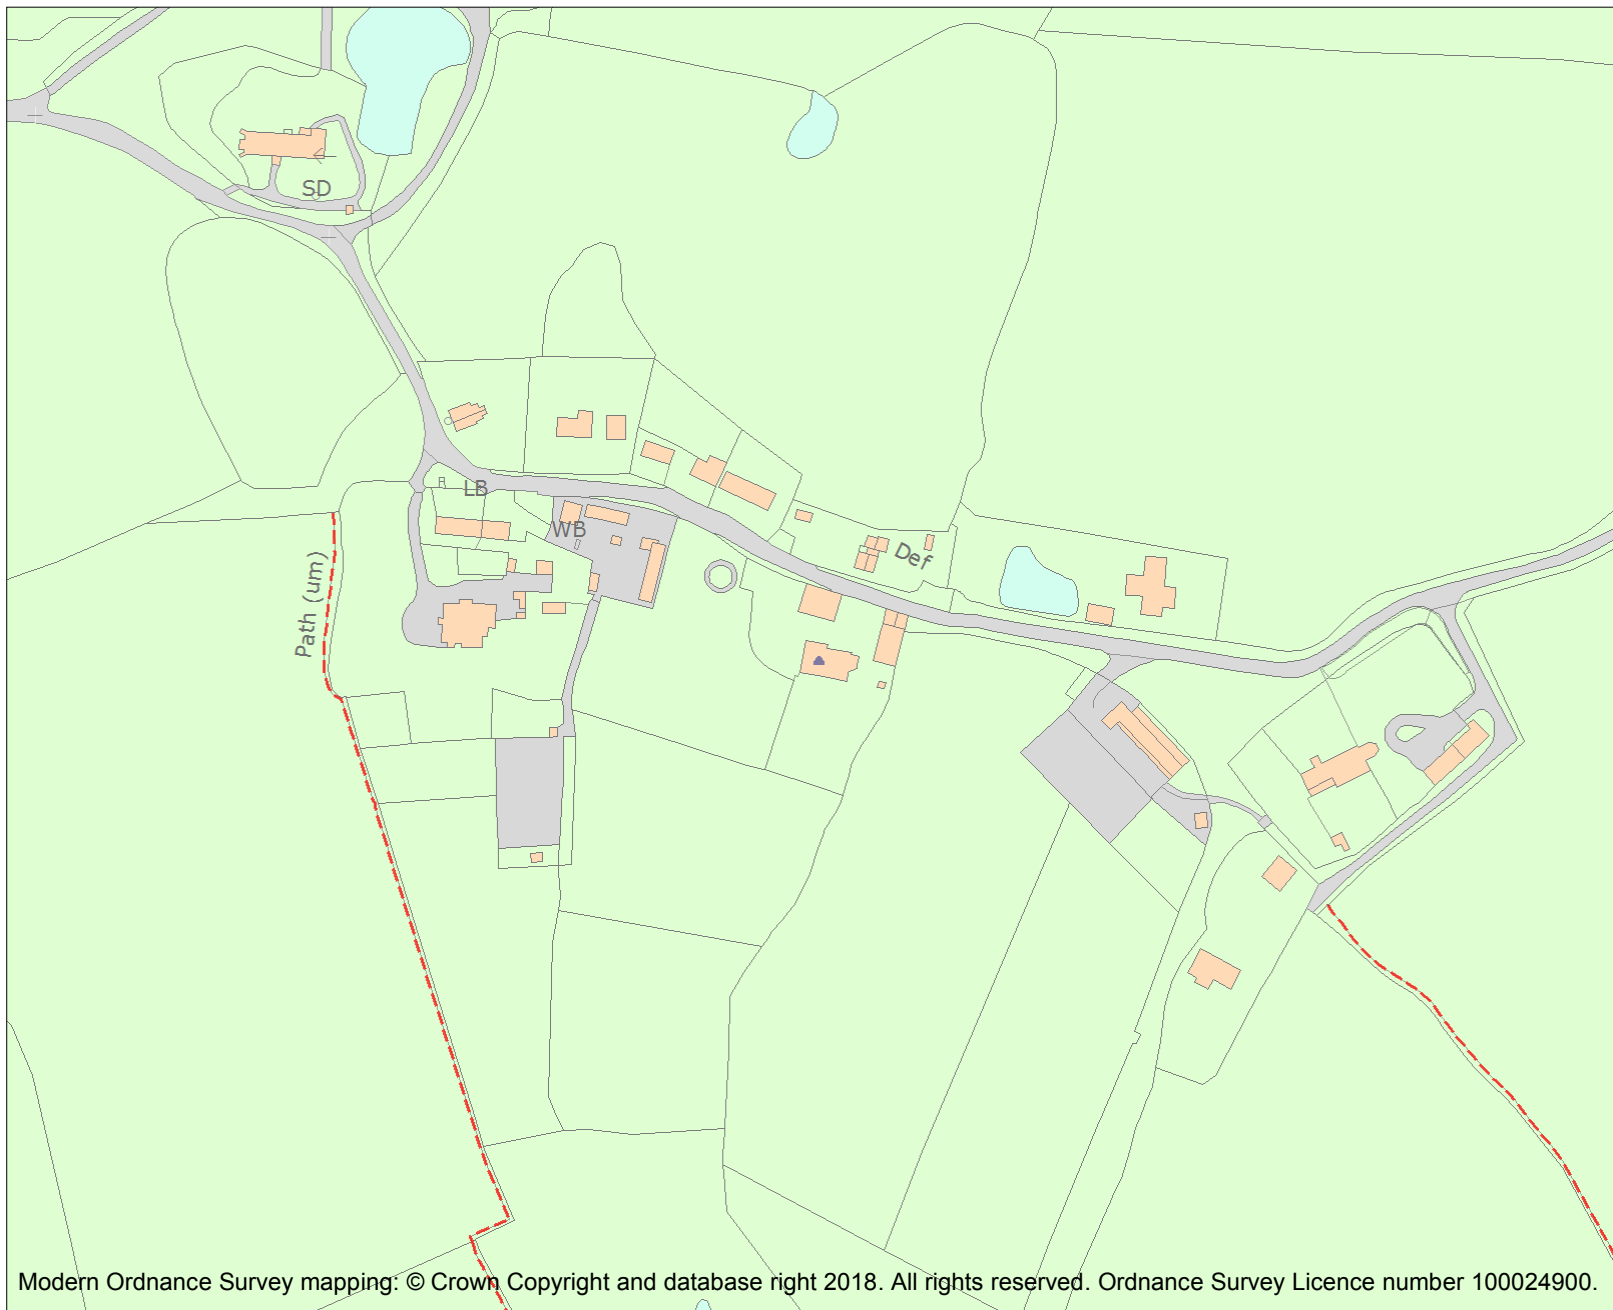 SD
LB
WB
Def
Path (um)
Modern Ordnance Survey mapping: © Crown Copyright and database right 2018. All rights reserved. Ordnance Survey Licence number 100024900.